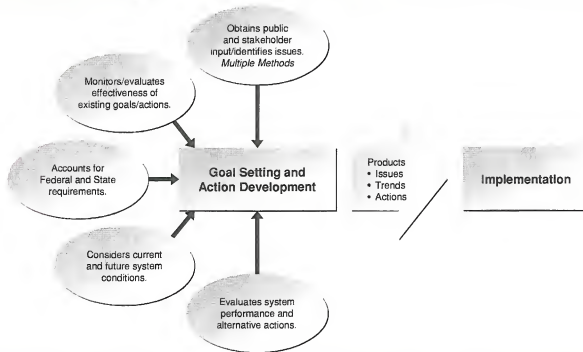 Obtains public
and stakeholder
input/identifies issues.
Multiple Methods
Monitors/evaluates
effectiveness of
existing goals/actions.
Accounts for
Federal and State
requirements.
Goal Setting and
Action Development
Products
• Issues
• Trends
• Actions
Implementation
Considers current
and future system
conditions.
Evaluates system
performance and
alternative actions.